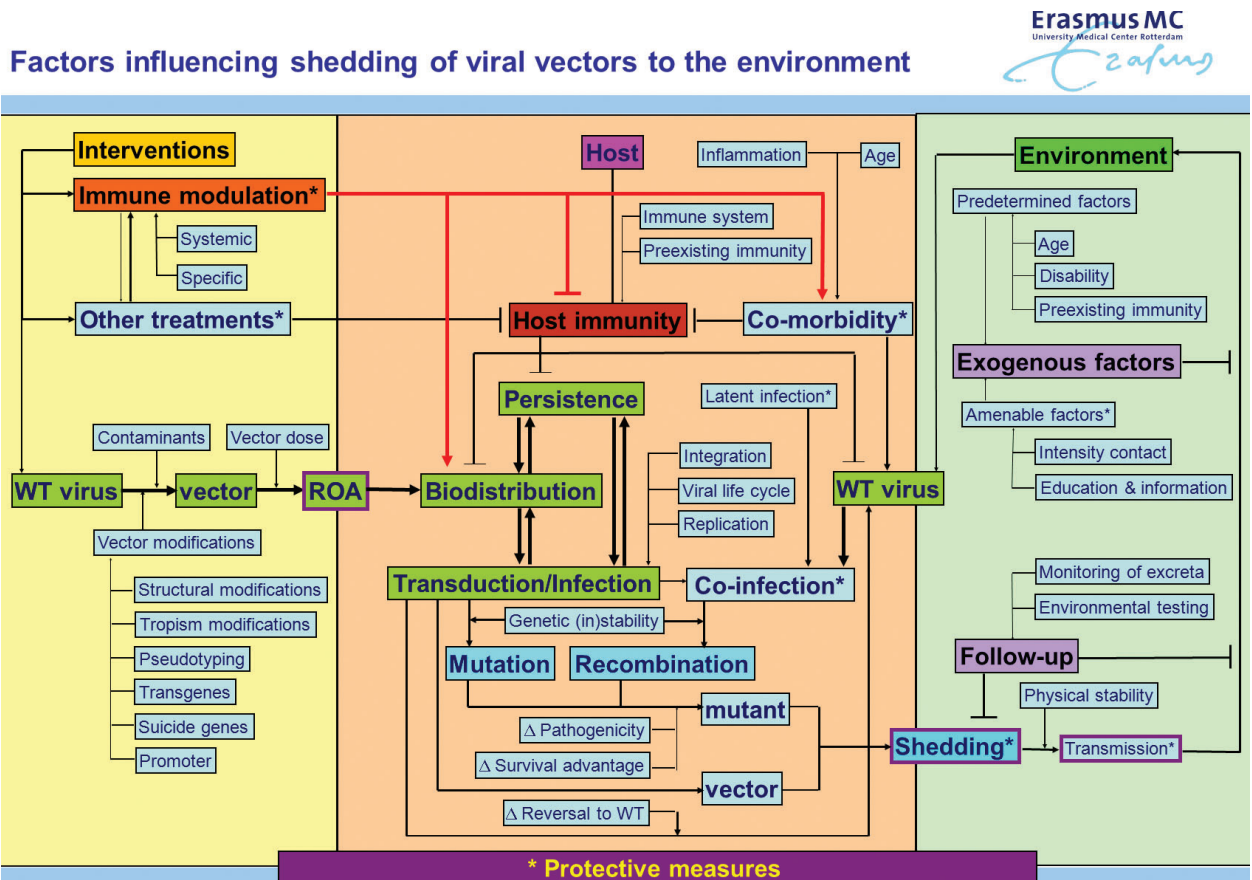 Erasmus MC
University Medical Center Rotterdam
Erasmus
Factors influencing shedding of viral vectors to the environment
Interventions
Immune modulation*
Systemic
Specific
Other treatments*
Contaminants
Vector dose
WT virus
vector
ROA
Vector modifications
Structural modifications
Tropism modifications
Pseudotyping
Transgenes
Suicide genes
Promoter
Host
Inflammation
Age
Immune system
Preexisting immunity
Host immunity
Co-morbidity*
Persistence
Latent infection*
Integration
Biodistribution
Viral life cycle
WT virus
Replication
Transduction/Infection
Co-infection*
Genetic (in)stability
Mutation
Recombination
mutant
Δ Pathogenicity
Δ Survival advantage
vector
Δ Reversal to WT
Environment
Predetermined factors
Age
Disability
Preexisting immunity
Exogenous factors
Amenable factors*
Intensity contact
Education & information
Monitoring of excreta
Environmental testing
Follow-up
Physical stability
Shedding*
Transmission*
* Protective measures